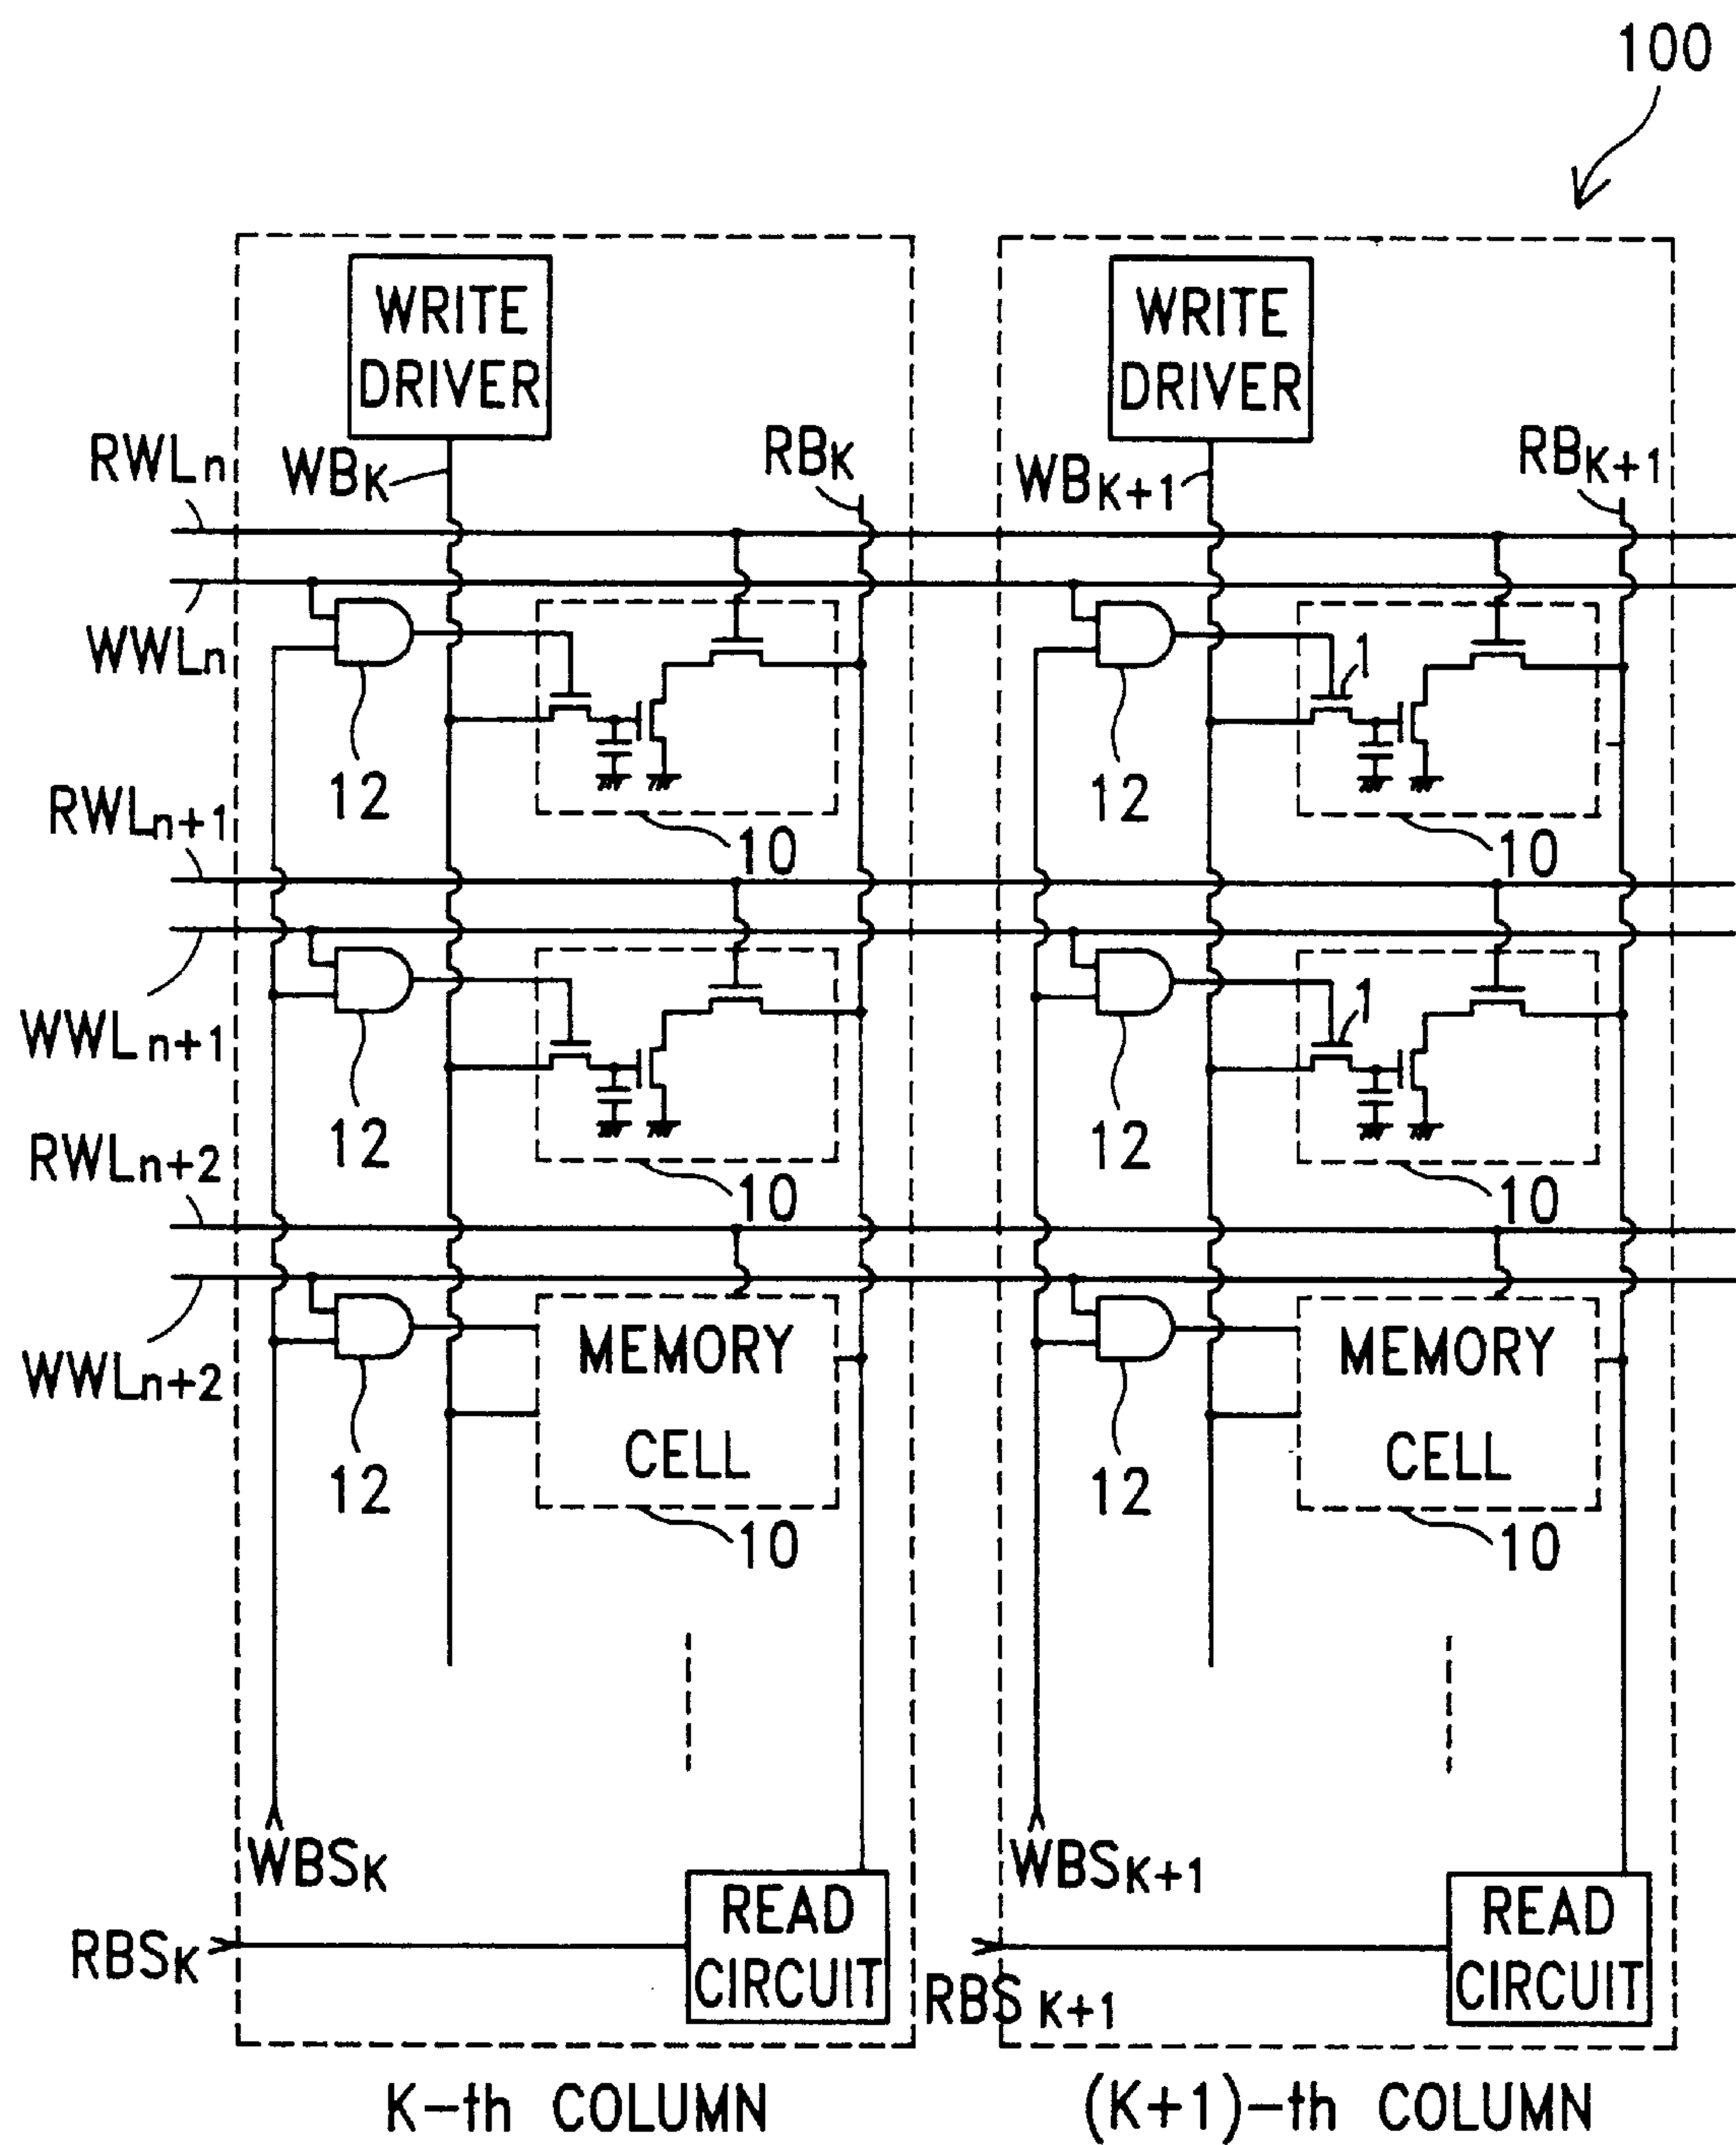 100
WRITE
DRIVER
WRITE
DRIVER
RWLn
WBK
RBK
WBK+1
RBK+1
WWLn
1
12
12
RWLn+1
10
10
WWLn+1
1
12
12
RWLn+2
10
10
WWLn+2
MEMORY
CELL
MEMORY
CELL
12
12
10
10
WBSK
WBSK+1
RBSK
READ
CIRCUIT
RBSK+1
READ
CIRCUIT
K-th COLUMN
(K+1)-th COLUMN